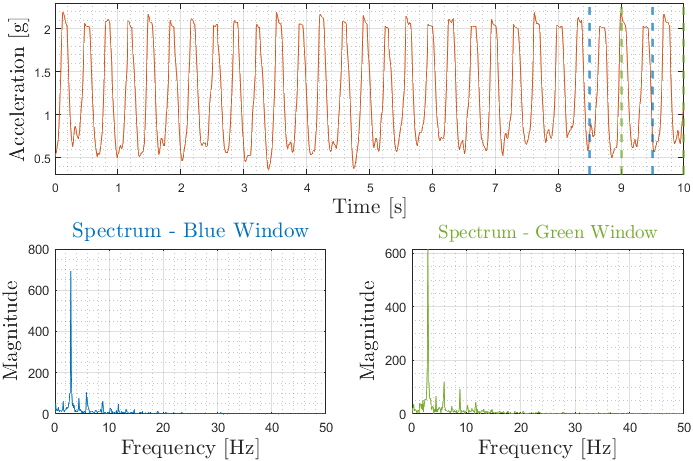 Acceleration [g]
2
1.5
1
0.5
0 1 2 3 4 5 6 7 8 9 10
Time [s]
Spectrum - Blue Window
Magnitude
800
600
400
200
0
0 10 20 30 40 50
Frequency [Hz]
Spectrum - Green Window
Magnitude
600
400
200
0
0 10 20 30 40 50
Frequency [Hz]